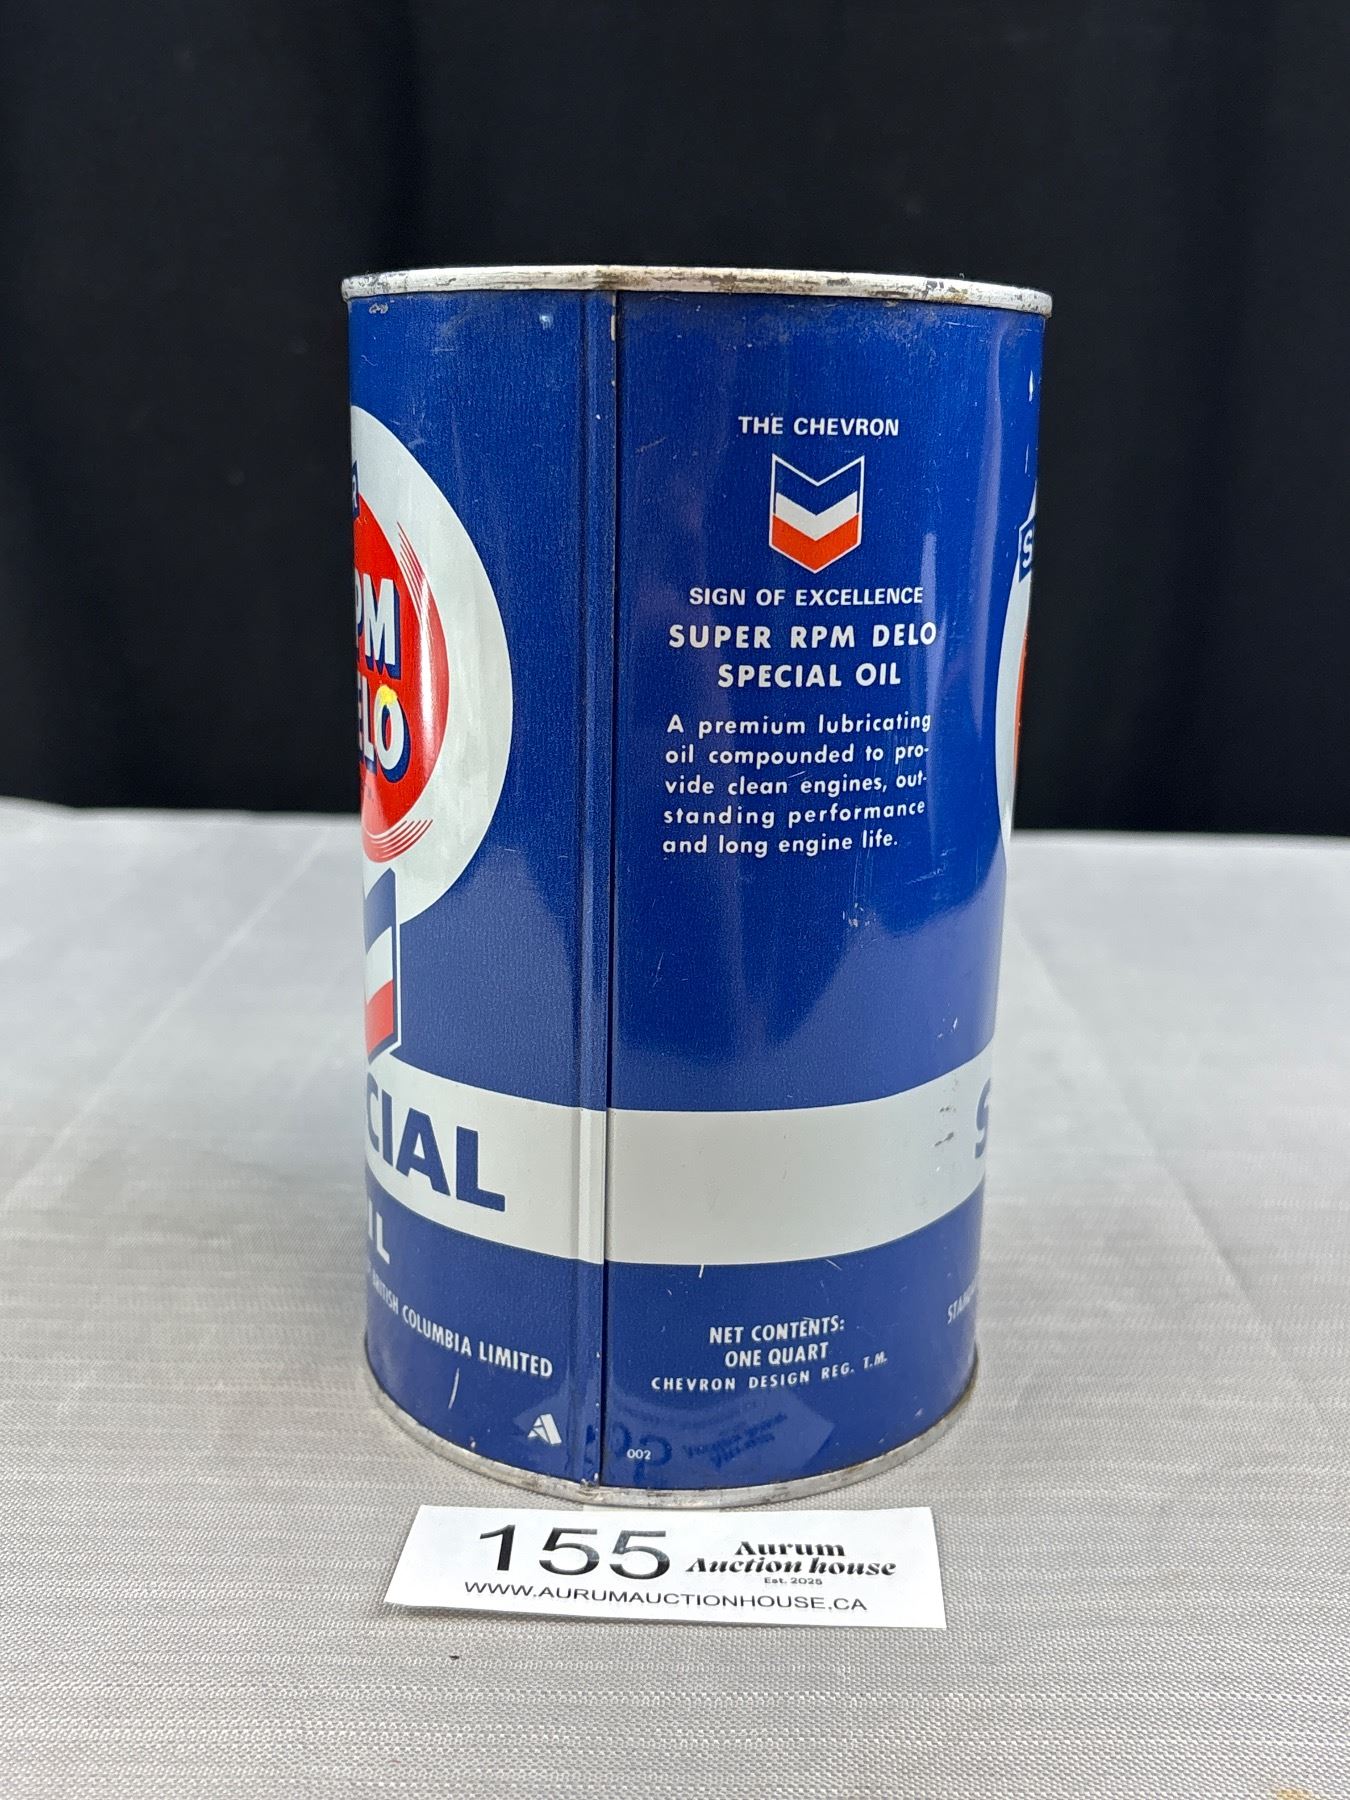 THE CHEVRON
SIGN OF EXCELLENCE
SUPER RPM DELO
SPECIAL OIL
A premium lubricating
oil compounded to pro-
vide clean engines, out-
standing performance
and long engine life.
NET CONTENTS:
ONE QUART
CHEVRON DESIGN REG. T.M.
002
PM
ELO
CIAL
IL
BRITISH COLUMBIA LIMITED
A
S
S
155 Aurum
Auction house
Est. 2025
WWW.AURUMAUCTIONHOUSE.CA